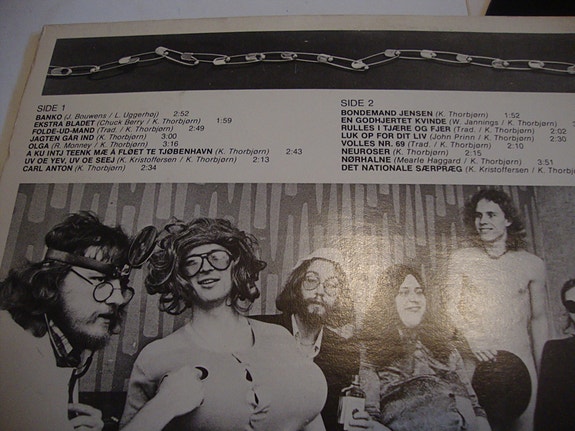 SIDE 1
BANKO (J. Bouwens / L. Uggerhøj) 2:52
EKSTRA BLADET (Chuck Berry / K. Thorbjørn) 1:59
FOLDE-UD-MAND (Trad. / K. Thorbjørn) 2:49
JAGTEN GÅR IND (K. Thorbjørn) 3:00
OLGA (R. Monney / K. Thorbjørn) 3:16
A KU INTJ TEENK MÆ Å FLØET TE TJØBENHAVN (K. Thorbjørn) 2:43
UV OE YEV, UV OE SEEJ (K. Kristoffersen / K. Thorbjørn) 2:13
CARL ANTON (K. Thorbjørn) 2:34
SIDE 2
BONDEMAND JENSEN (K. Thorbjørn) 1:52
EN GODHJERTET KVINDE (W. Jannings / K. Thorbjørn)
RULLES I TJÆRE OG FJER (Trad. / K. Thorbjørn) 2:02
LUK OP FOR DIT LIV (John Prinn / K. Thorbjørn) 2:30
VOLLES NR. 69 (Trad. / K. Thorbjørn) 2:10
NEUROSER (K. Thorbjørn) 2:15
NØRHALNE (Mearle Haggard / K. Thorbjørn) 3:51
DET NATIONALE SÆRPRÆG (K. Kristoffersen / K. Thorbjørn)